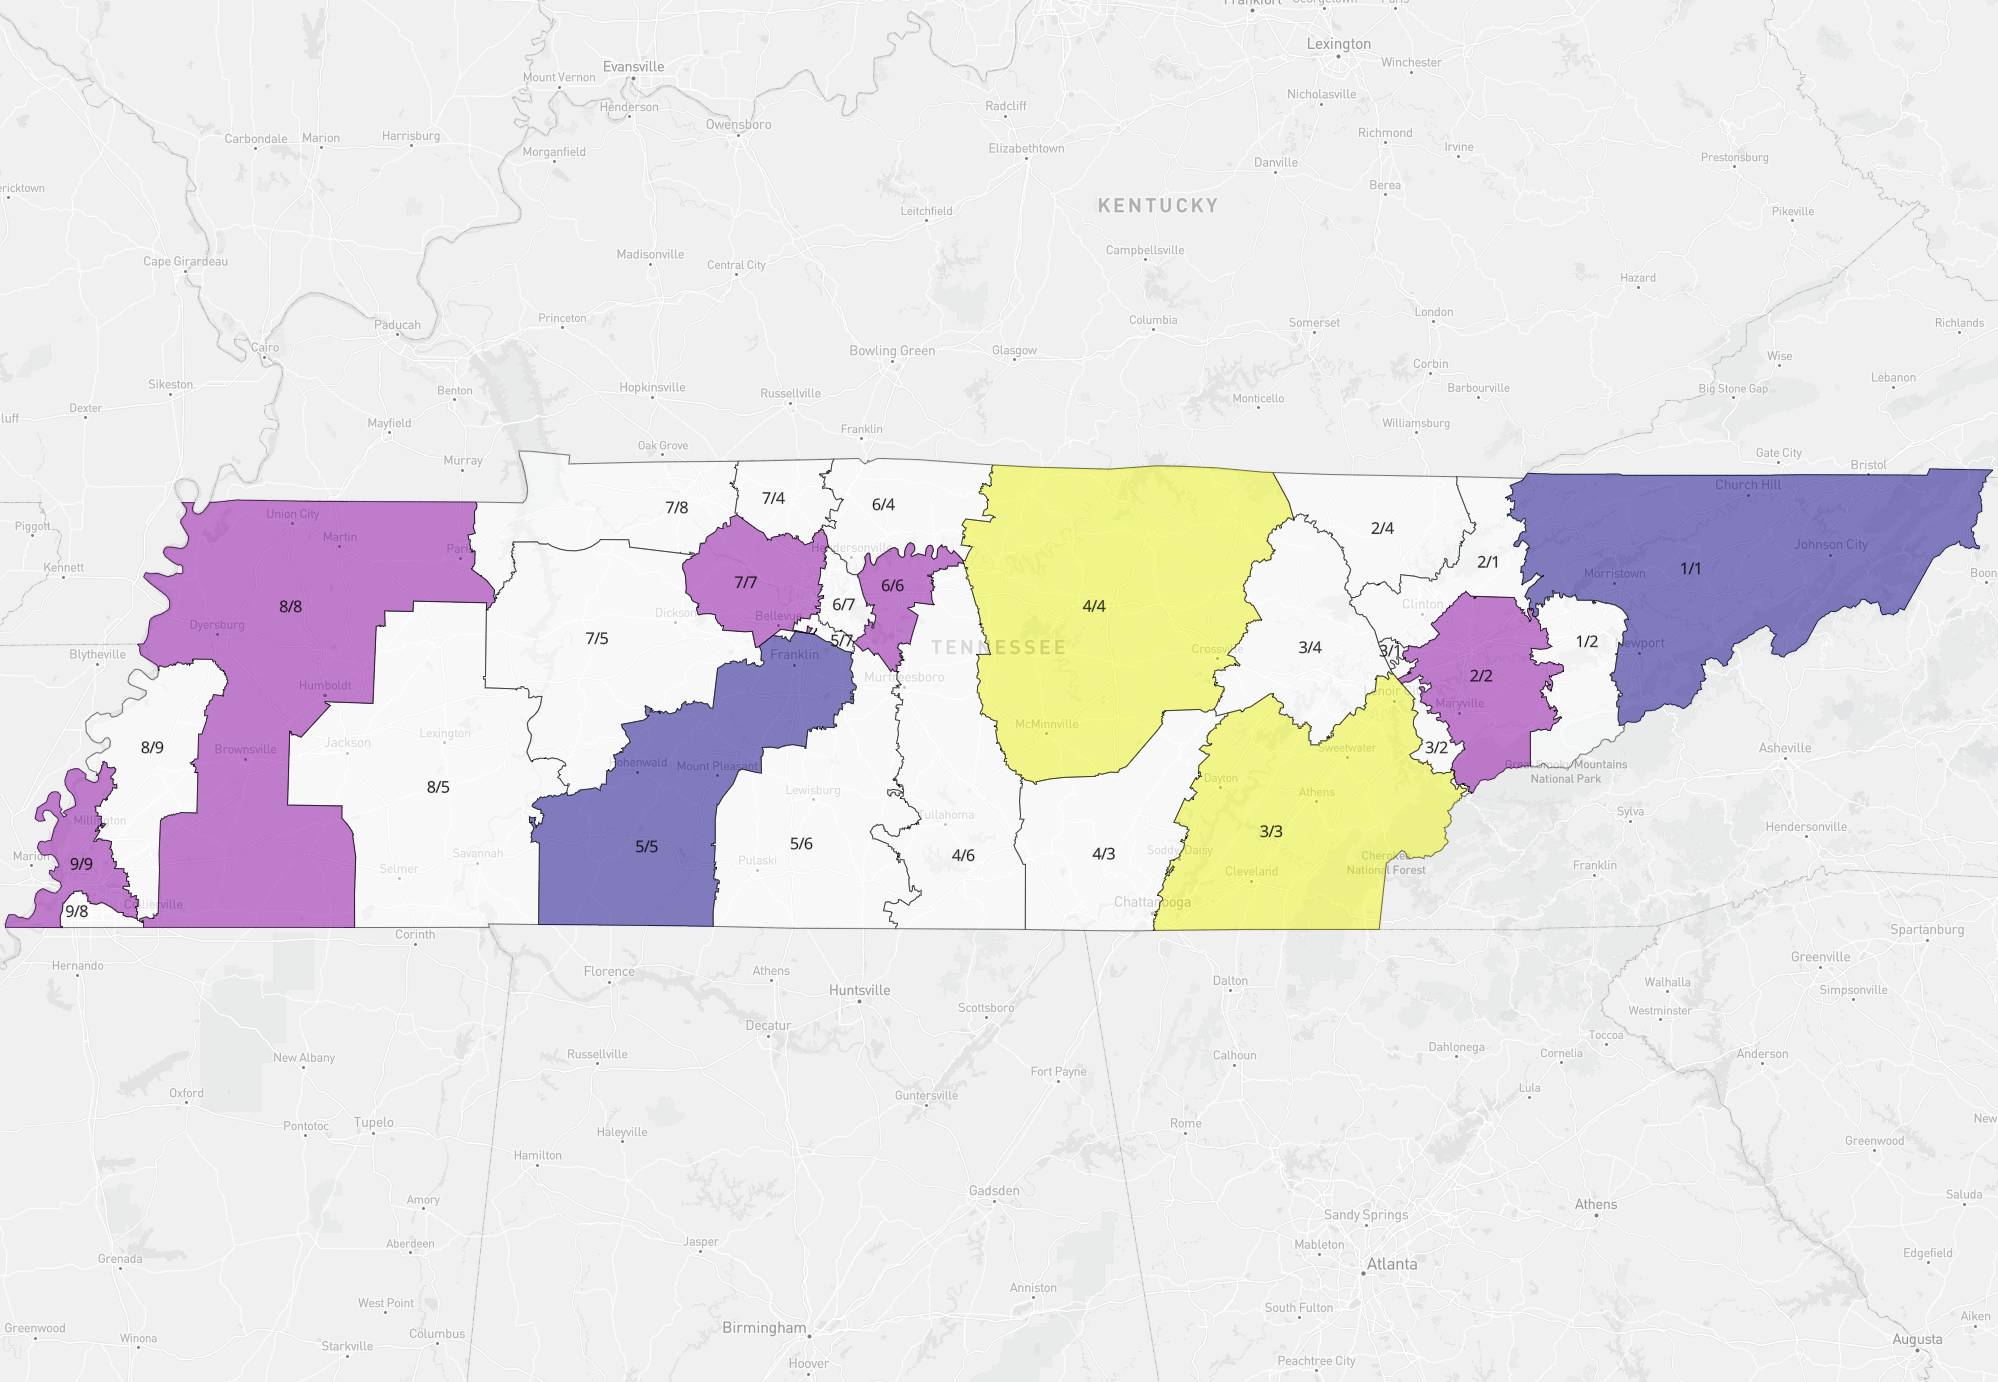 Frankfort
Georgetown
Paris
Lexington
Winchester
Evansville
Mount Vernon
Henderson
Nicholasville
Radcliff
Owensboro
Carbondale
Marion
Harrisburg
Richmond
Irvine
Elizabethtown
Morganfield
Danville
Prestonsburg
ericktown
Berea
KENTUCKY
Leitchfield
Pikeville
Madisonville
Campbellsville
Cape Girardeau
Central City
Hazard
London
Princeton
Columbia
Somerset
Richlands
Paducah
Cairo
Bowling Green
Glasgow
Wise
Corbin
Sikeston
Benton
Hopkinsville
Russellville
Barbourville
Big Stone Gap
Lebanon
Monticello
Dexter
luff
Mayfield
Williamsburg
Franklin
Oak Grove
Gate City
Murray
Bristol
Church Hill
7/4
6/4
7/8
Union City
Piggott
2/4
Martin
Johnson City
Hendersonville
Paris
2/1
1/1
Kennett
Morristown
Boon
7/7
6/6
8/8
4/4
6/7
Clinton
Dickson
Bellevue
Dyersburg
7/5
5/7
1/2
Newport
TENNESSEE
3/4
3/1
Crossville
Franklin
Blytheville
2/2
Murfreesboro
Humboldt
Lenoir
Maryville
McMinnville
Lexington
Jackson
8/9
3/2
Sweetwater
Asheville
Brownsville
Hohenwald
Mount Pleasant
Great Smoky Mountains
National Park
Dayton
8/5
Lewisburg
Athens
Sylva
Millington
Tullahoma
Hendersonville
3/3
5/6
5/5
Savannah
Soddy-Daisy
4/3
4/6
Marion
9/9
Pulaski
Cherokee
National Forest
Franklin
Selmer
Cleveland
Chattanooga
Collierville
9/8
Corinth
Spartanburg
Greenville
Hernando
Florence
Athens
Dalton
Walhalla
Huntsville
Simpsonville
Scottsboro
Westminster
Decatur
Toccoa
Dahlonega
New Albany
Russellville
Calhoun
Cornelia
Anderson
Fort Payne
Lula
Oxford
Guntersville
New
Tupelo
Rome
Pontotoc
Haleyville
Greenwood
Hamilton
Gadsden
Saluda
Amory
Athens
Sandy Springs
Jasper
Aberdeen
Mableton
Edgefield
Grenada
Atlanta
Anniston
West Point
South Fulton
Aiken
Greenwood
Birmingham
Columbus
Winona
Augusta
Starkville
Hoover
Peachtree City